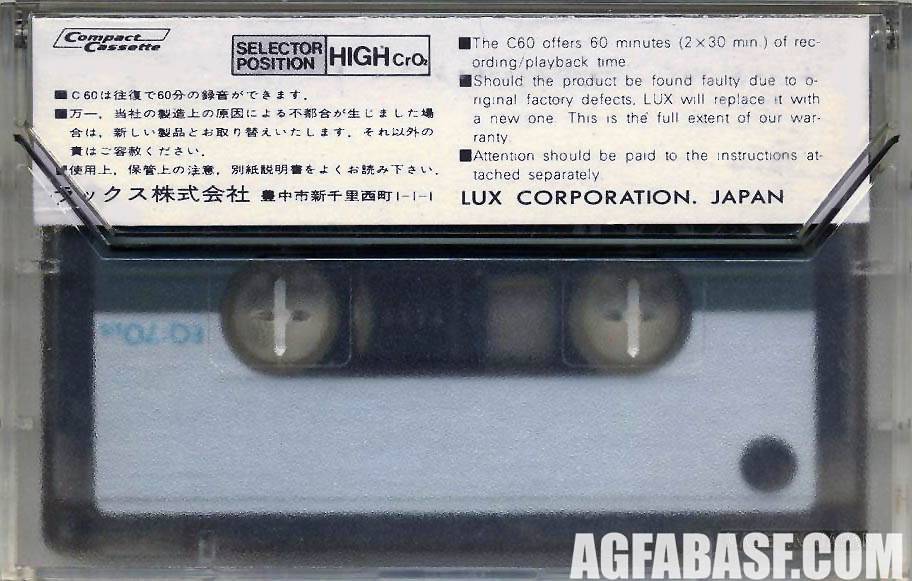 Compact
Cassette
SELECTOR
POSITION
HIGH CrO₂
■C60は往復で60分の録音ができます.
■万一, 当社の製造上の原因による不都合が生じました場
合は, 新しい製品とお取り替えいたします. それ以外の
責はご容赦ください.
■使用上, 保管上の注意, 別紙説明書をよくお読み下さい.
ラックス株式会社 豊中市新千里西町1-1-1
■The C60 offers 60 minutes (2×30 min.) of rec-
ording/playback time.
■Should the product be found faulty due to o-
riginal factory defects, LUX will replace it with
a new one. This is the full extent of our war-
ranty.
■Attention should be paid to the instructions at-
tached separately.
LUX CORPORATION. JAPAN
AGFABASF.COM